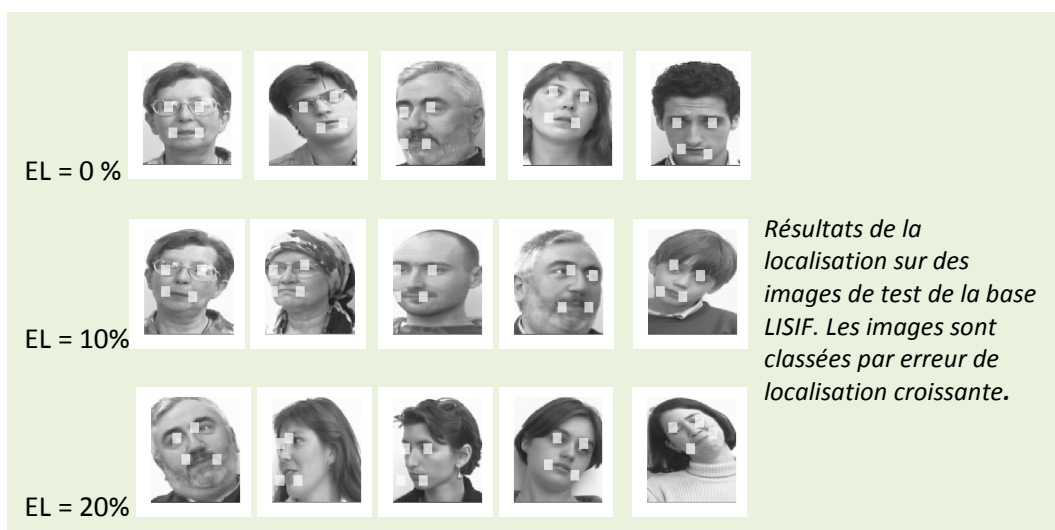 EL = 0 %
EL = 10%
EL = 20%
Résultats de la
localisation sur des
images de test de la base
LISIF. Les images sont
classées par erreur de
localisation croissante.